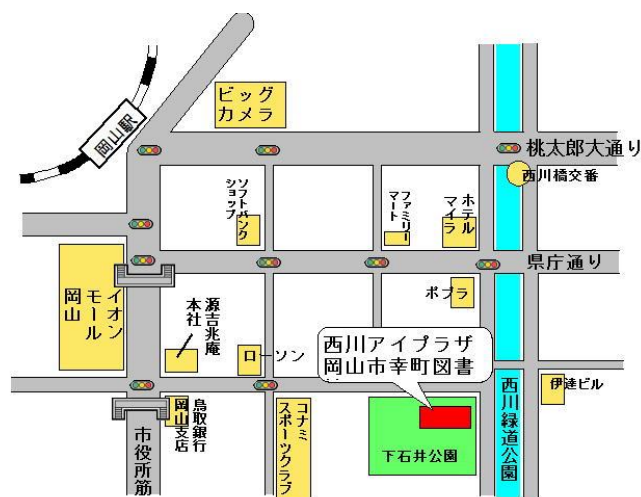 ビッグ
カメラ
岡山駅
桃太郎大通り
西川橋交番
ソフトバンク
ショップ
ファミリー
マート
ホテル
マイラ
県庁通り
イオン
モール
岡山
源吉兆庵
本社
ポプラ
ローソン
西川アイプラザ
岡山市幸町図書
伊達ビル
鳥取銀行
岡山支店
コナミ
スポーツクラブ
下石井公園
西川緑道公園
市役所筋